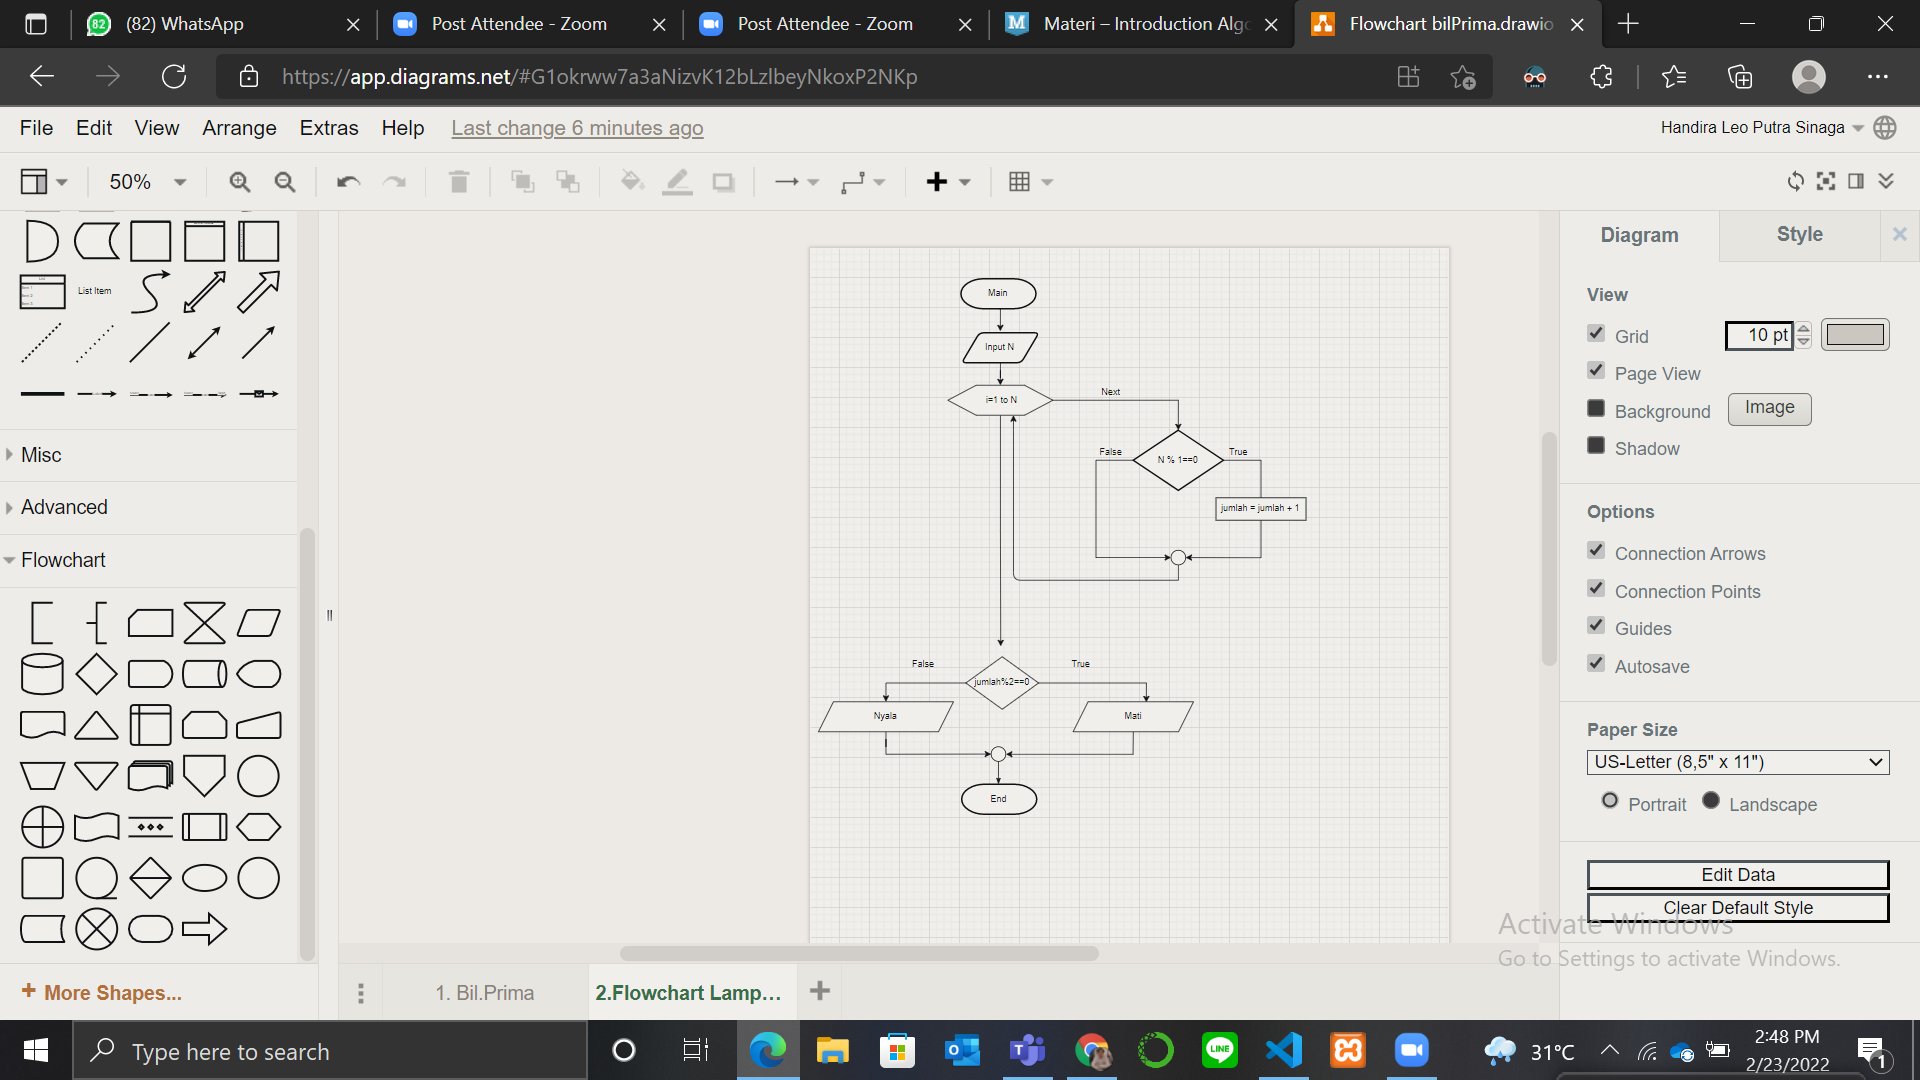 (82) WhatsApp
Post Attendee - Zoom
Post Attendee - Zoom
Materi – Introduction Algo
Flowchart bilPrima.drawio
https://app.diagrams.net/#G1okrww7a3aNizvK12bLzlbeyNkoxP2NKp
File Edit View Arrange Extras Help Last change 6 minutes ago
Handira Leo Putra Sinaga
50%
List Item
Misc
Advanced
Flowchart
More Shapes...
Main
Input N
i=1 to N
Next
False
N % 1==0
True
jumlah = jumlah + 1
False
jumlah%2==0
True
Nyala
Mati
End
1. Bil.Prima
2.Flowchart Lamp...
Diagram
Style
View
Grid
10 pt
Page View
Background
Image
Shadow
Options
Connection Arrows
Connection Points
Guides
Autosave
Paper Size
US-Letter (8,5" x 11")
Portrait
Landscape
Edit Data
Clear Default Style
Activate Windows
Go to Settings to activate Windows.
Type here to search
LINE
31°C
2:48 PM
2/23/2022
1